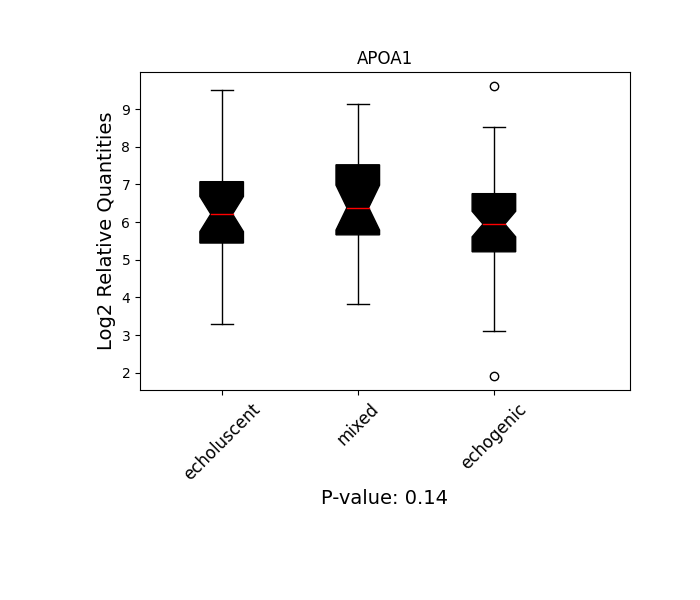 APOA1
Log2 Relative Quantities
9
8
7
6
5
4
3
2
echoluscent
mixed
echogenic
P-value: 0.14